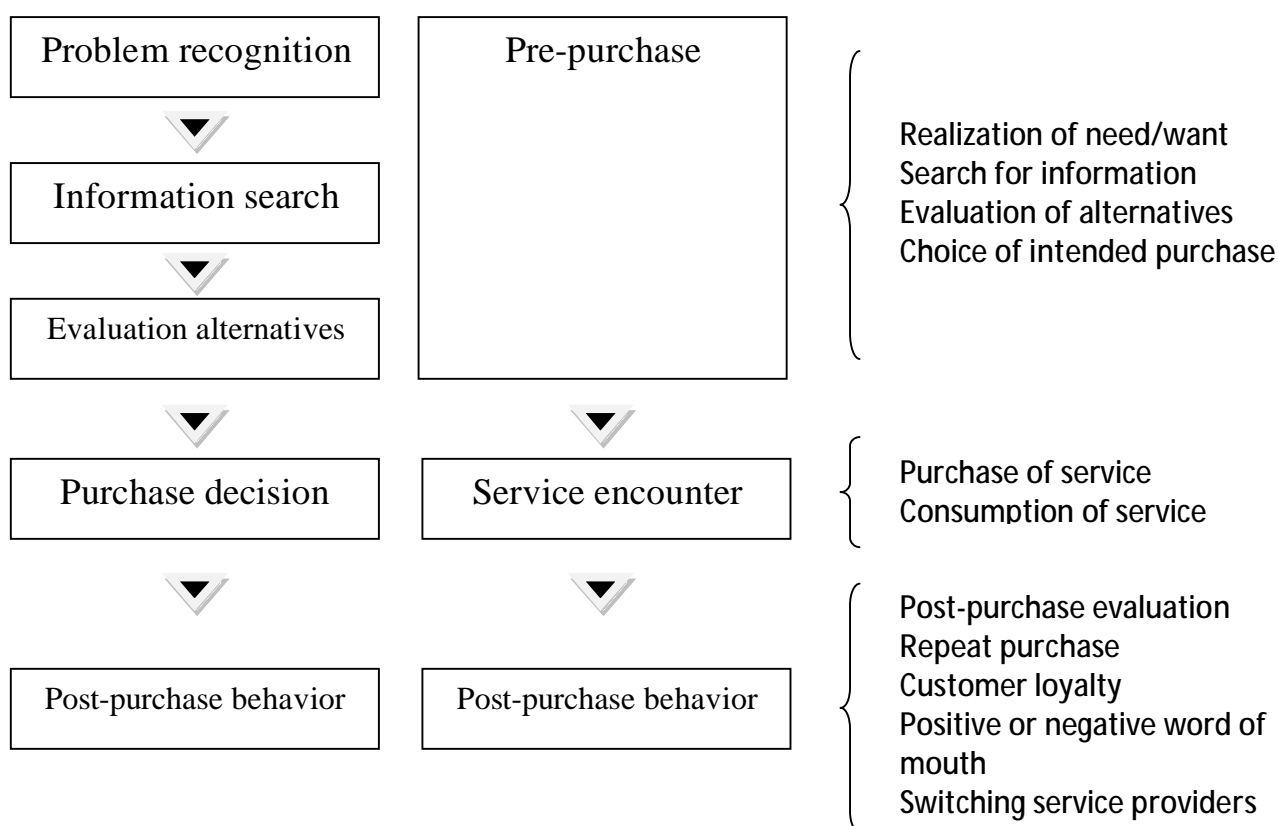 Problem recognition
Information search
Evaluation alternatives
Purchase decision
Post-purchase behavior
Pre-purchase
Service encounter
Post-purchase behavior
Realization of need/want
Search for information
Evaluation of alternatives
Choice of intended purchase
Purchase of service
Consumption of service
Post-purchase evaluation
Repeat purchase
Customer loyalty
Positive or negative word of
mouth
Switching service providers